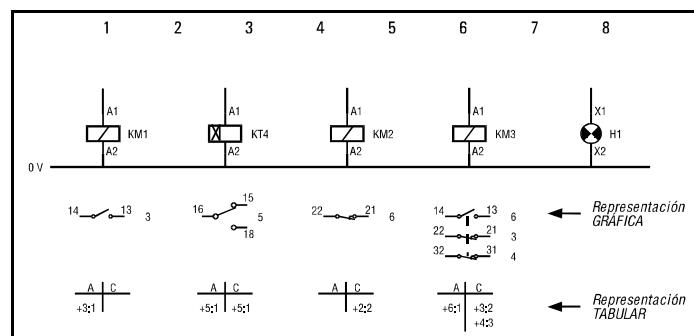 1 2 3 4 5 6 7 8
A1 A1 A1 A1 X1
KM1 KT4 KM2 KM3 H1
A2 A2 A2 A2 X2
0 V
14 13 3
15
16 5
18
22 21 6
14 13 6
22 21 3
32 31 4
Representación
GRÁFICA
A C A C A C A C
+3:1 +5:1 +5:1 +2:2 +6:1 +3:2
+4:3
Representación
TABULAR